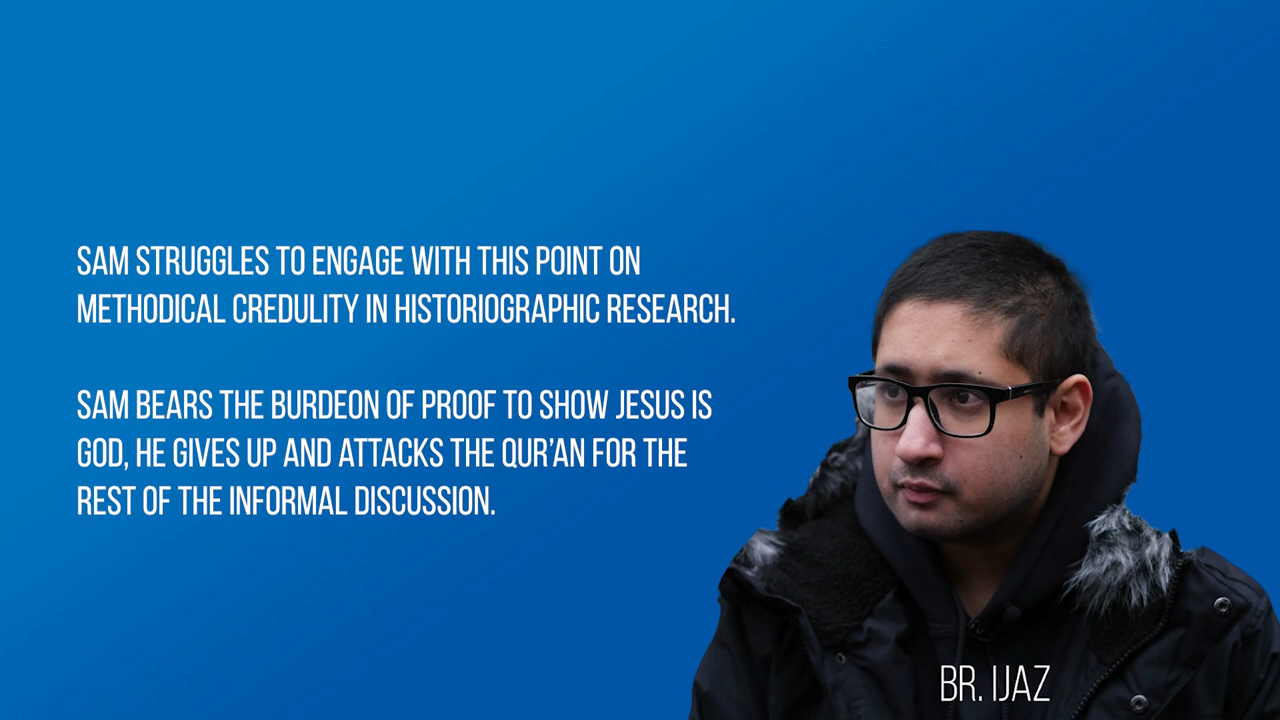 SAM STRUGGLES TO ENGAGE WITH THIS POINT ON
METHODICAL CREDULITY IN HISTORIOGRAPHIC RESEARCH.
SAM BEARS THE BURDEON OF PROOF TO SHOW JESUS IS
GOD, HE GIVES UP AND ATTACKS THE QUR’AN FOR THE
REST OF THE INFORMAL DISCUSSION.
BR. IJAZ